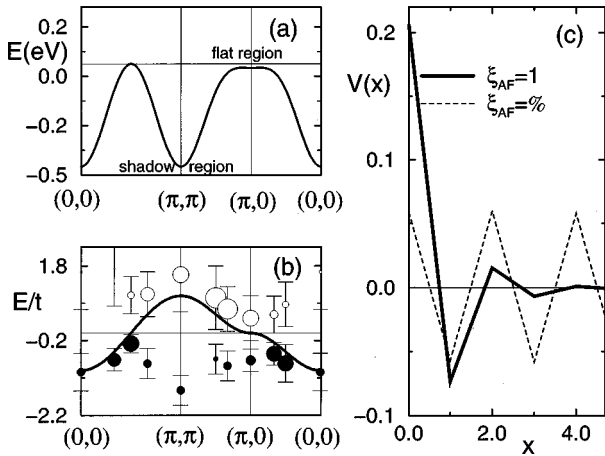 (a)
E(eV)
0.2
0.0
-0.2
-0.5
flat region
shadow region
(0,0) (π,π) (π,0) (0,0)
(b)
E/t
1.8
-0.2
-2.2
(0,0) (π,π) (π,0) (0,0)
(c)
V(x)
0.2
0.1
0.0
-0.1
ξAF=1
ξAF=%
0.0 2.0 4.0
x